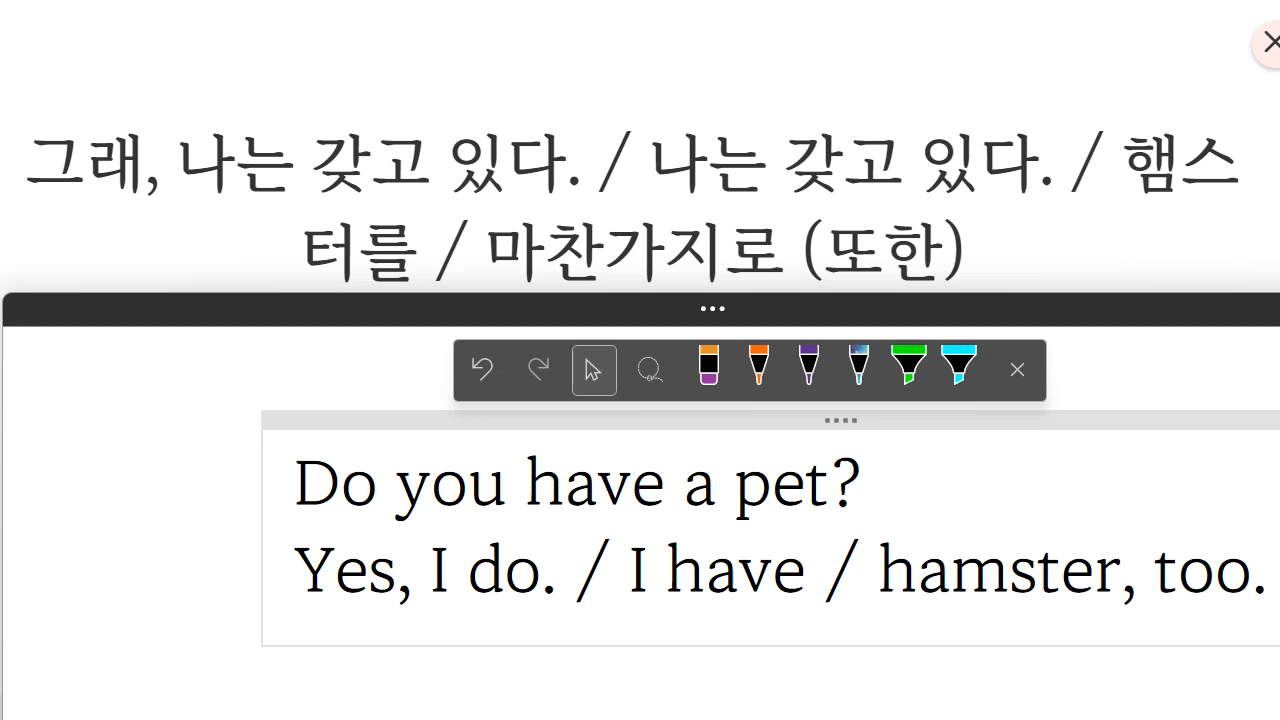 그래, 나는 갖고 있다. / 나는 갖고 있다. / 햄스
터를 / 마찬가지로 (또한)
Do you have a pet?
Yes, I do. / I have / hamster, too.